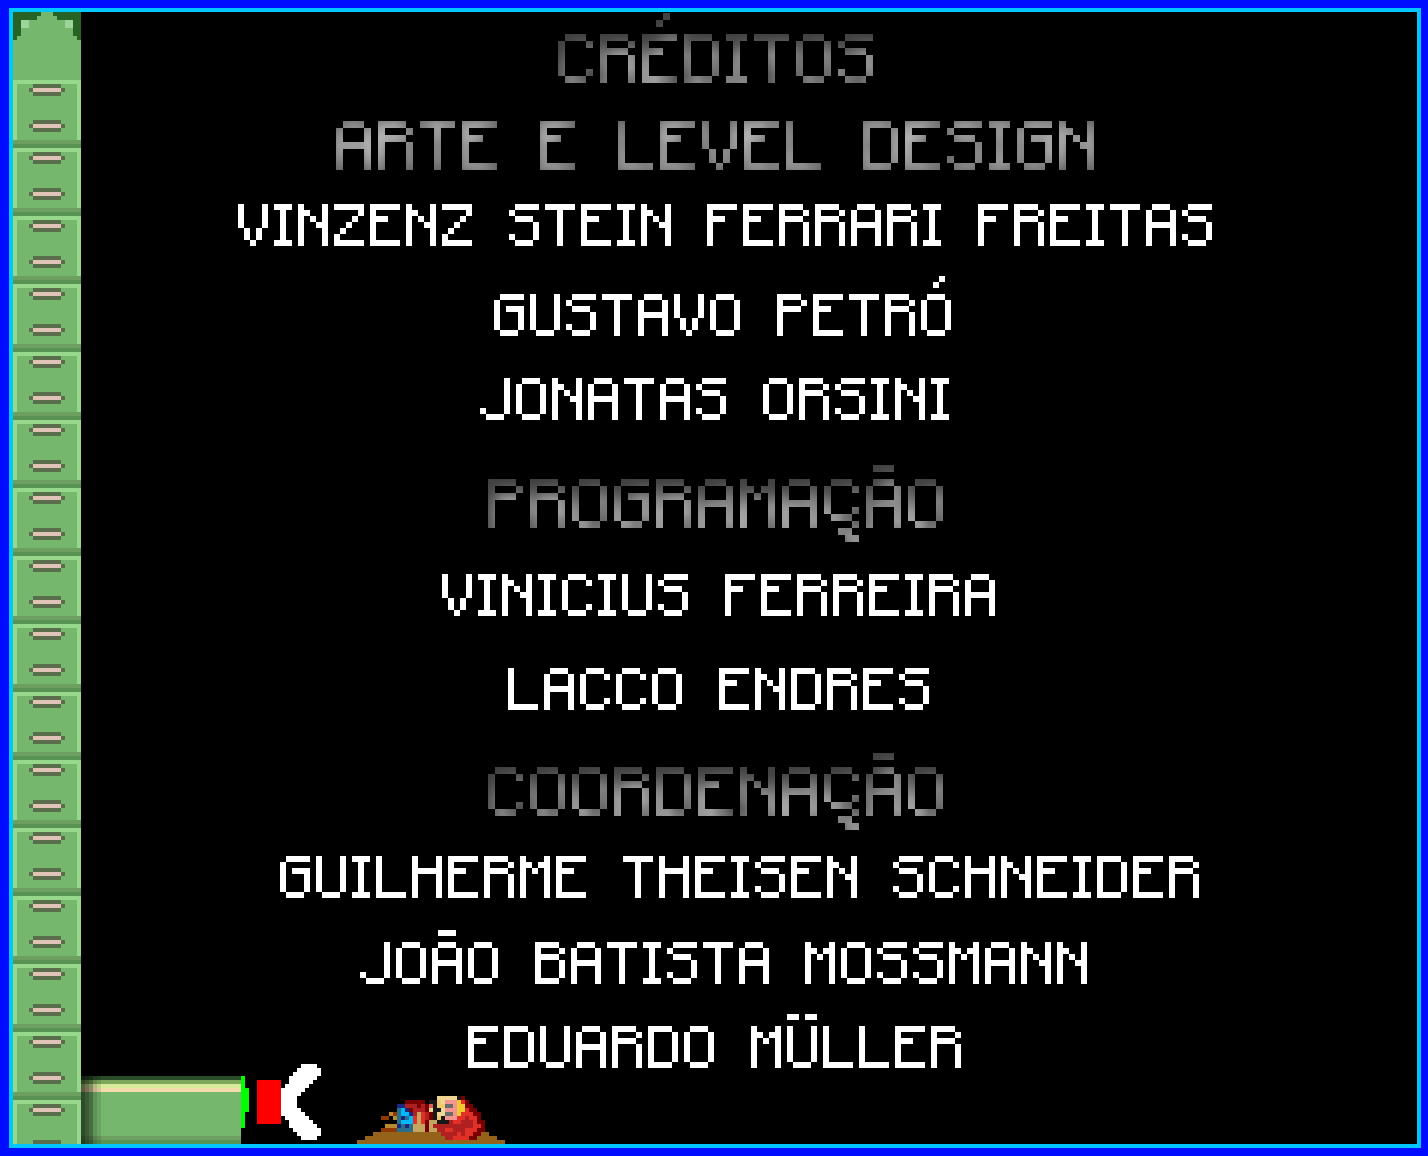 CRÉDITOS
ARTE E LEVEL DESIGN
VINZENZ STEIN FERRARI FREITAS
GUSTAVO PETRÓ
JONATAS ORSINI
PROGRAMAÇÃO
VINICIUS FERREIRA
LACCO ENDRES
COORDENAÇÃO
GUILHERME THEISEN SCHNEIDER
JOÃO BATISTA MOSSMANN
EDUARDO MÜLLER